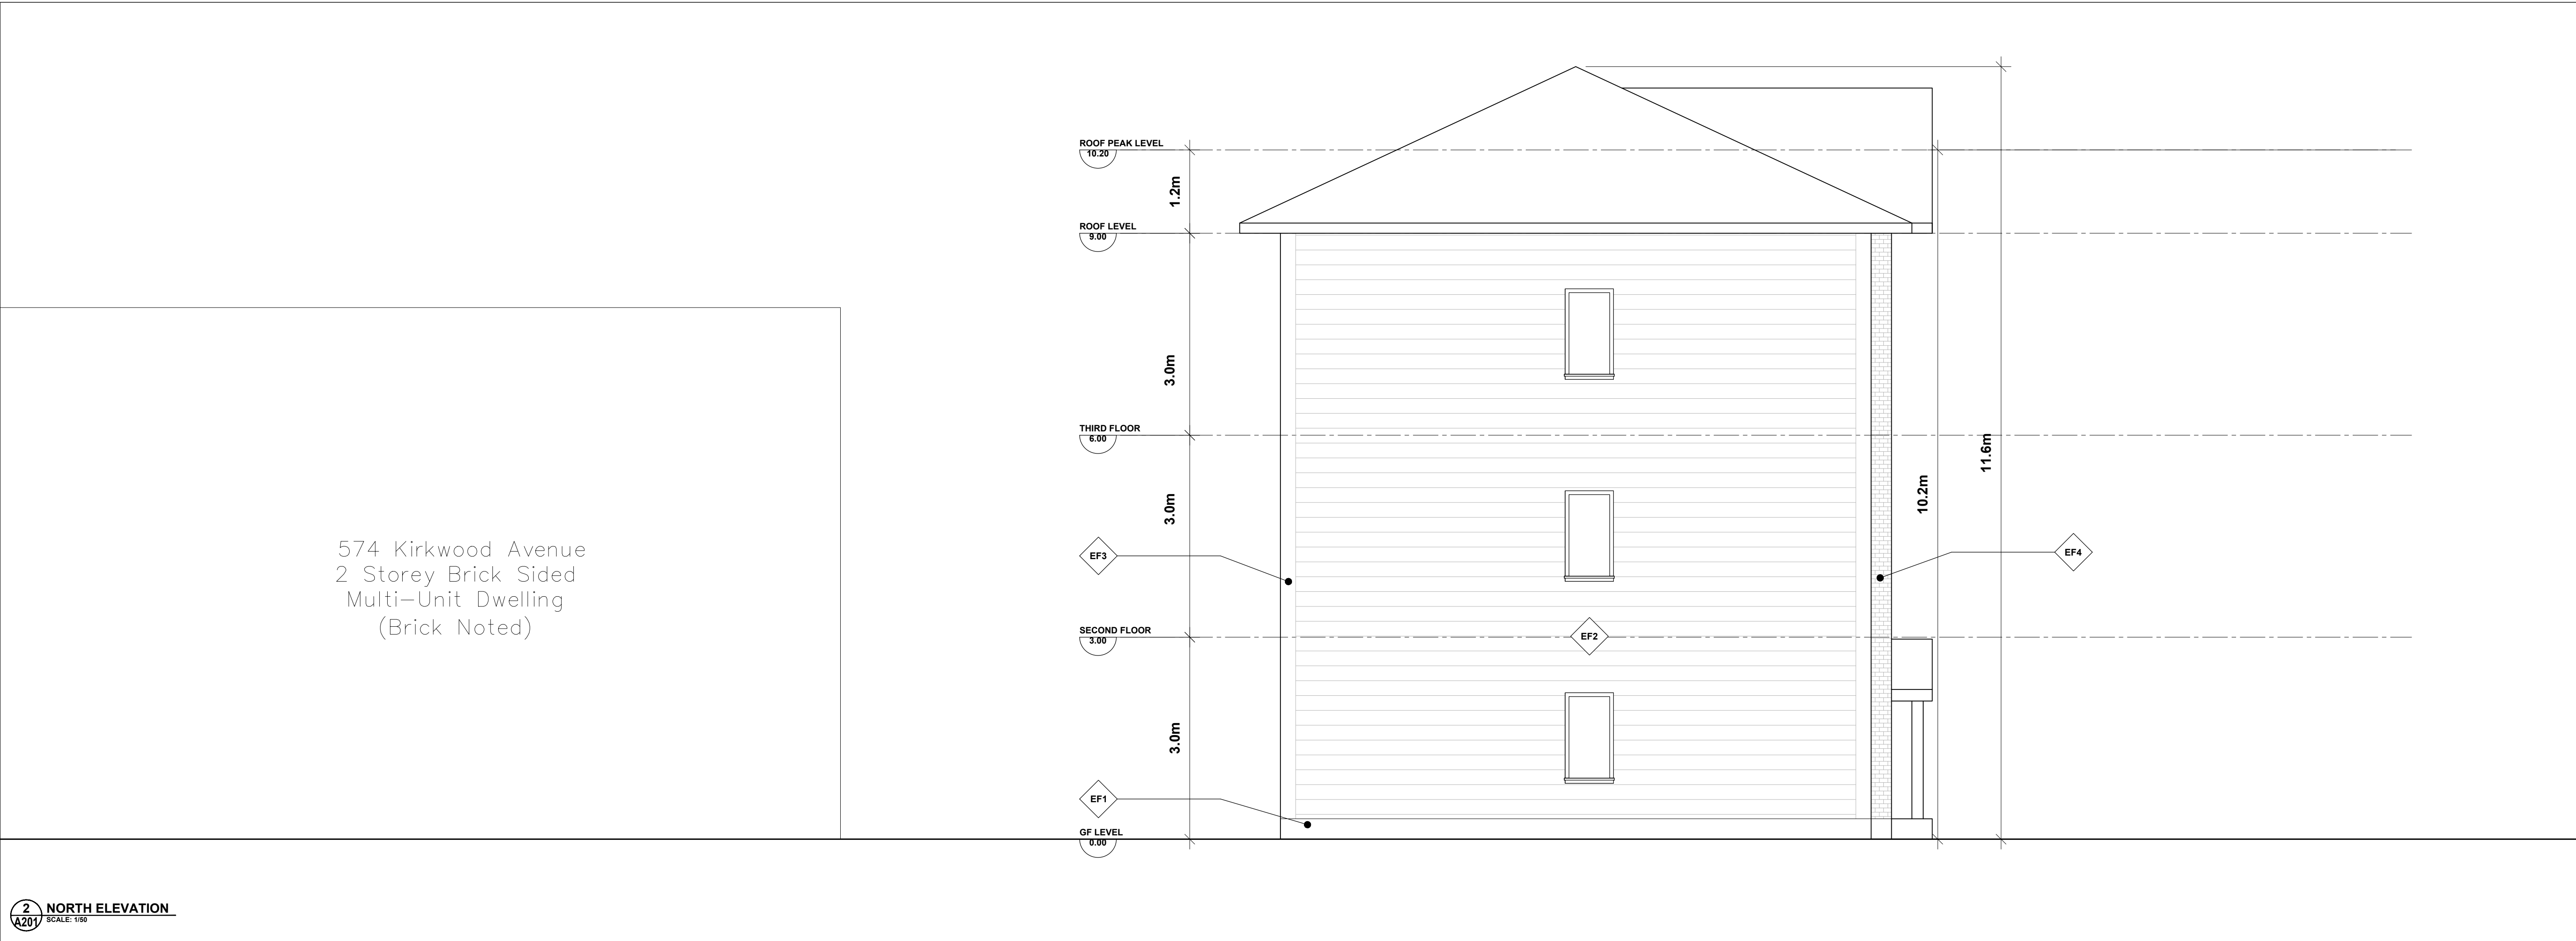 ROOF PEAK LEVEL
10.20
1.2m
ROOF LEVEL
9.00
3.0m
THIRD FLOOR
6.00
11.6m
10.2m
3.0m
574 Kirkwood Avenue
2 Storey Brick Sided
Multi-Unit Dwelling
(Brick Noted)
EF3
EF4
SECOND FLOOR
3.00
EF2
3.0m
EF1
GF LEVEL
0.00
2
A201
NORTH ELEVATION
SCALE: 1/50